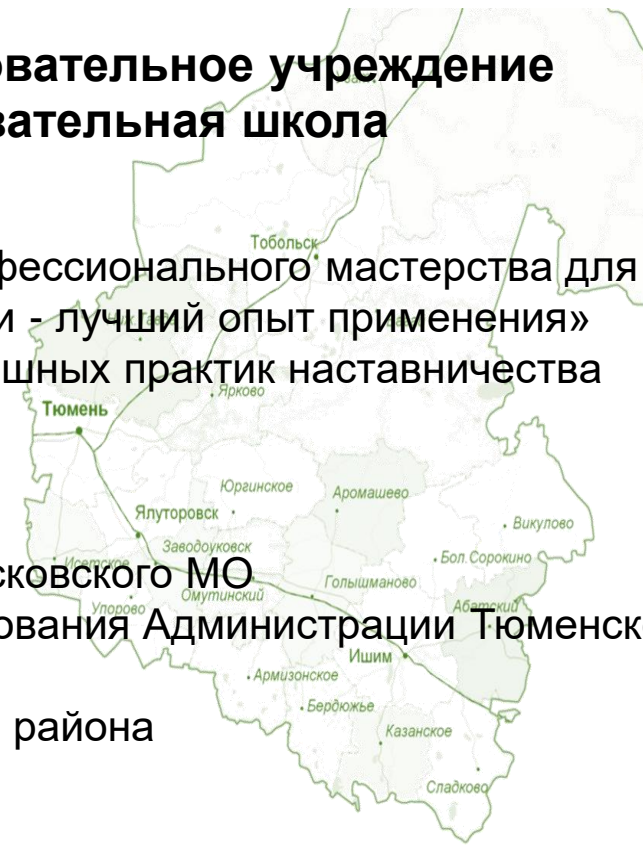 овательное учреждение
вательная школа
Тобольск
фессионального мастерства для
и - лучший опыт применения»
шных практик наставничества
Ярково
Тюмень
Юргинское
Аромашево
Ялуторовск
Викулово
Заводоуковск
Бол.Сорокино
Исетское
сковского МО
Голышманово
Омутинский
Упорово
Абатский
ования Администрации Тюменск
Ишим
Армизонское
Бердюжье
района
Казанское
Сладково